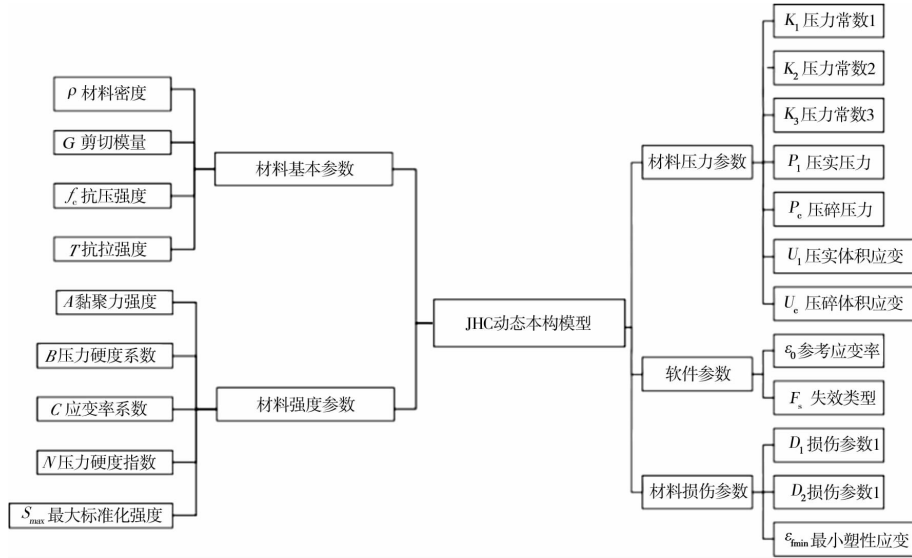 ρ 材料密度
G 剪切模量
f_c 抗压强度
T 抗拉强度
材料基本参数
A 黏聚力强度
B 压力硬度系数
C 应变率系数
N 压力硬度指数
S_max 最大标准化强度
材料强度参数
JHC动态本构模型
材料压力参数
K_1 压力常数1
K_2 压力常数2
K_3 压力常数3
P_1 压实压力
P_c 压碎压力
U_1 压实体积应变
U_c 压碎体积应变
软件参数
ε_0 参考应变率
F_s 失效类型
材料损伤参数
D_1 损伤参数1
D_2 损伤参数1
ε_fmin 最小塑性应变